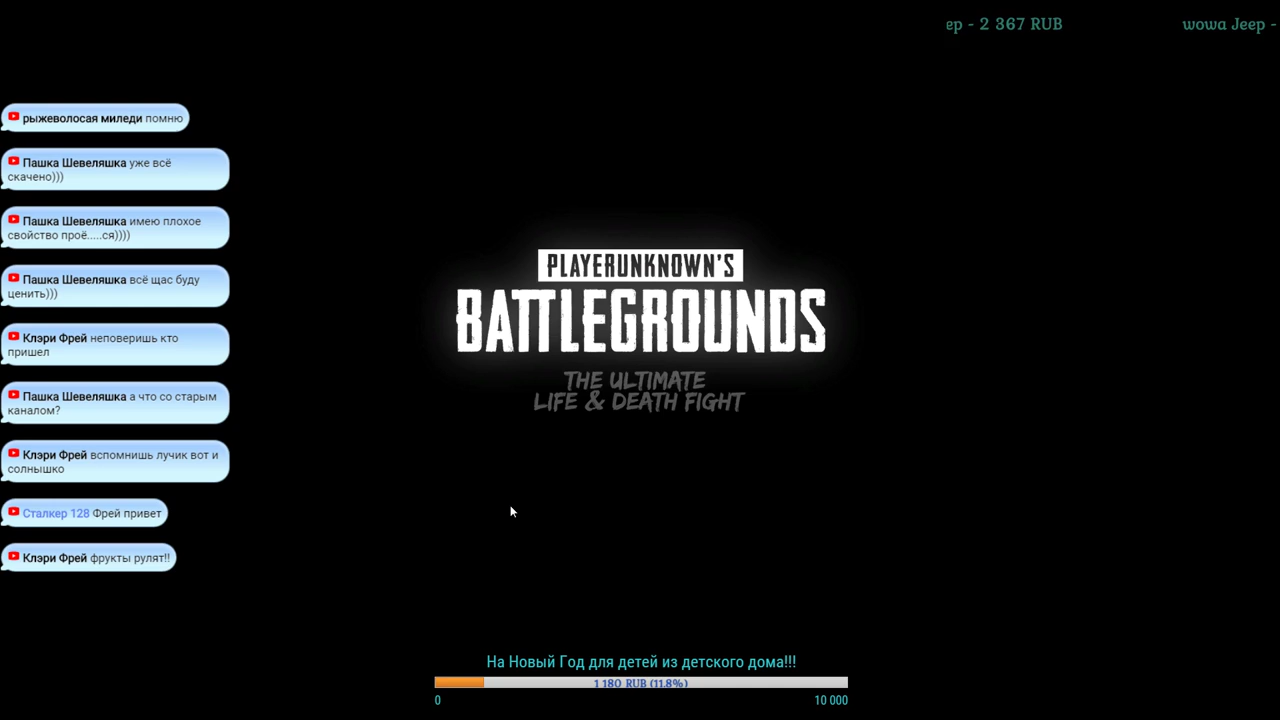 ep - 2 367 RUB
wowa Jeep -
рыжеволосая миледи помню
Пашка Шевеляшка уже всё
скачено)))
Пашка Шевеляшка имею плохое
свойство проё.....ся))))
Пашка Шевеляшка всё щас буду
ценить)))
Клэри Фрей неповеришь кто
пришел
Пашка Шевеляшка а что со старым
каналом?
Клэри Фрей вспомнишь лучик вот и
солнышко
Сталкер 128 Фрей привет
Клэри Фрей фрукты рулят!!
PLAYERUNKNOWN'S
BATTLEGROUNDS
THE ULTIMATE
LIFE & DEATH FIGHT
На Новый Год для детей из детского дома!!!
1 180 RUB (11.8%)
0
10 000